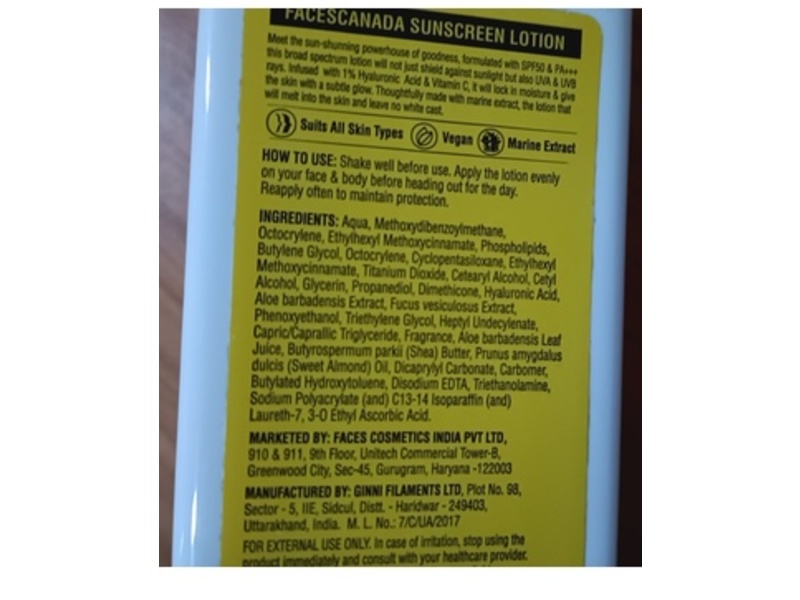 FACESCANADA SUNSCREEN LOTION
Meet the sun-shunning powerhouse of goodness, formulated with SPF50 & PA+++
this broad spectrum lotion will not just shield against sunlight but also UVA & UVB
rays. Infused with 1% Hyaluronic Acid & Vitamin C, it will lock in moisture & give
the skin with a subtle glow. Thoughtfully made with marine extract, the lotion that
will melt into the skin and leave no white cast.
Suits All Skin Types Vegan Marine Extract
HOW TO USE: Shake well before use. Apply the lotion evenly
on your face & body before heading out for the day.
Reapply often to maintain protection.
INGREDIENTS: Aqua, Methoxydibenzoylmethane,
Octocrylene, Ethylhexyl Methoxycinnamate, Phospholipids,
Butylene Glycol, Octocrylene, Cyclopentasiloxane, Ethylhexyl
Methoxycinnamate, Titanium Dioxide, Cetearyl Alcohol, Cetyl
Alcohol, Glycerin, Propanediol, Dimethicone, Hyaluronic Acid,
Aloe barbadensis Extract, Fucus vesiculosus Extract,
Phenoxyethanol, Triethylene Glycol, Heptyl Undecylenate,
Capric/Caprallic Triglyceride, Fragrance, Aloe barbadensis Leaf
Juice, Butyrospermum parkii (Shea) Butter, Prunus amygdalus
dulcis (Sweet Almond) Oil, Dicaprylyl Carbonate, Carbomer,
Butylated Hydroxytoluene, Disodium EDTA, Triethanolamine,
Sodium Polyacrylate (and) C13-14 Isoparaffin (and)
Laureth-7, 3-O Ethyl Ascorbic Acid.
MARKETED BY: FACES COSMETICS INDIA PVT LTD,
910 & 911, 9th Floor, Unitech Commercial Tower-B,
Greenwood City, Sec-45, Gurugram, Haryana -122003
MANUFACTURED BY: GINNI FILAMENTS LTD, Plot No. 98,
Sector - 5, IIE, Sidcul, Distt. - Haridwar - 249403,
Uttarakhand, India. M. L. No.: 7/C/UA/2017
FOR EXTERNAL USE ONLY. In case of irritation, stop using the
product immediately and consult with your healthcare provider.